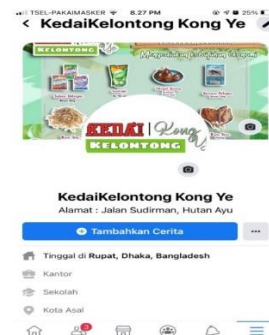 TSEL-PAKAIMASKER 8.27 PM 25%
KedaiKelontong Kong Ye
KELONTONG
KEDAI Kong Ye
KELONTONG
KedaiKelontong Kong Ye
Alamat : Jalan Sudirman, Hutan Ayu
Tambahkan Cerita
Tinggal di Rupat, Dhaka, Bangladesh
Kantor
Sekolah
Kota Asal